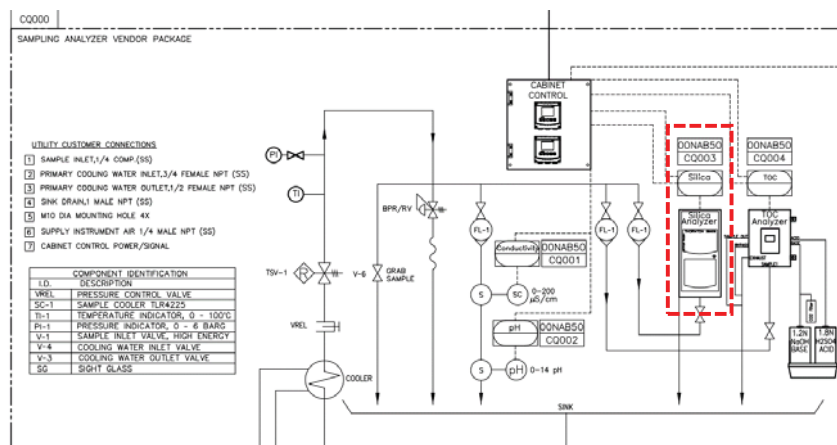 CQ000
SAMPLING ANALYZER VENDOR PACKAGE
UTILITY CUSTOMER CONNECTIONS
1 SAMPLE INLET,1/4 COMP.(SS)
2 PRIMARY COOLING WATER INLET,3/4 FEMALE NPT (SS)
3 PRIMARY COOLING WATER OUTLET,1/2 FEMALE NPT (SS)
4 SINK DRAIN,1 MALE NPT (SS)
5 M10 DIA MOUNTING HOLE 4X
6 SUPPLY INSTRUMENT AIR 1/4 MALE NPT (SS)
7 CABINET CONTROL POWER/SIGNAL
COMPONENT IDENTIFICATION
I.D. DESCRIPTION
VREL PRESSURE CONTROL VALVE
SC-1 SAMPLE COOLER TLR4225
TI-1 TEMPERATURE INDICATOR, 0 - 100°C
PI-1 PRESSURE INDICATOR, 0 - 6 BARG
V-1 SAMPLE INLET VALVE, HIGH ENERGY
V-4 COOLING WATER INLET VALVE
V-3 COOLING WATER OUTLET VALVE
SG SIGHT GLASS
PI
TI
TSV-1
R
VREL
COOLER
BPR/RV
V-6
GRAB
SAMPLE
CABINET
CONTROL
FL-1
FL-1
FL-1
Conductivity
00NAB50
CQ001
S
SC
0-200
µS/cm
pH
00NAB50
CQ002
S
pH
0-14 pH
00NAB50
CQ003
Silica
Silica
Analyzer
00NAB50
CQ004
Toc
TOC
Analyzer
EXHAUST
1.2N
NaOH
BASE
1.8N
H2SO4
ACID
SINK